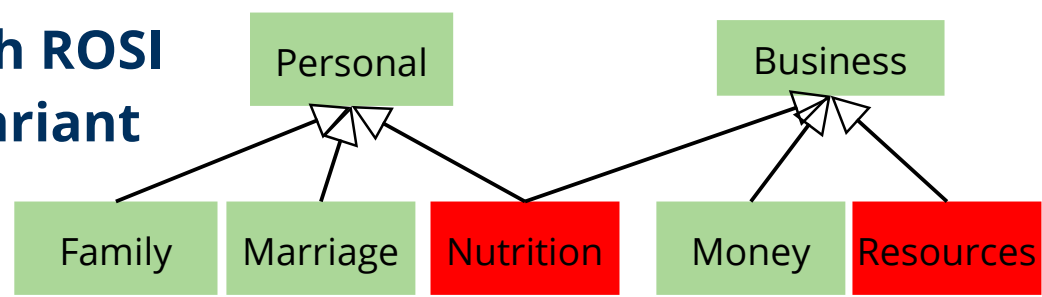 h ROSI
ariant
Personal
Business
Family
Marriage
Nutrition
Money
Resources